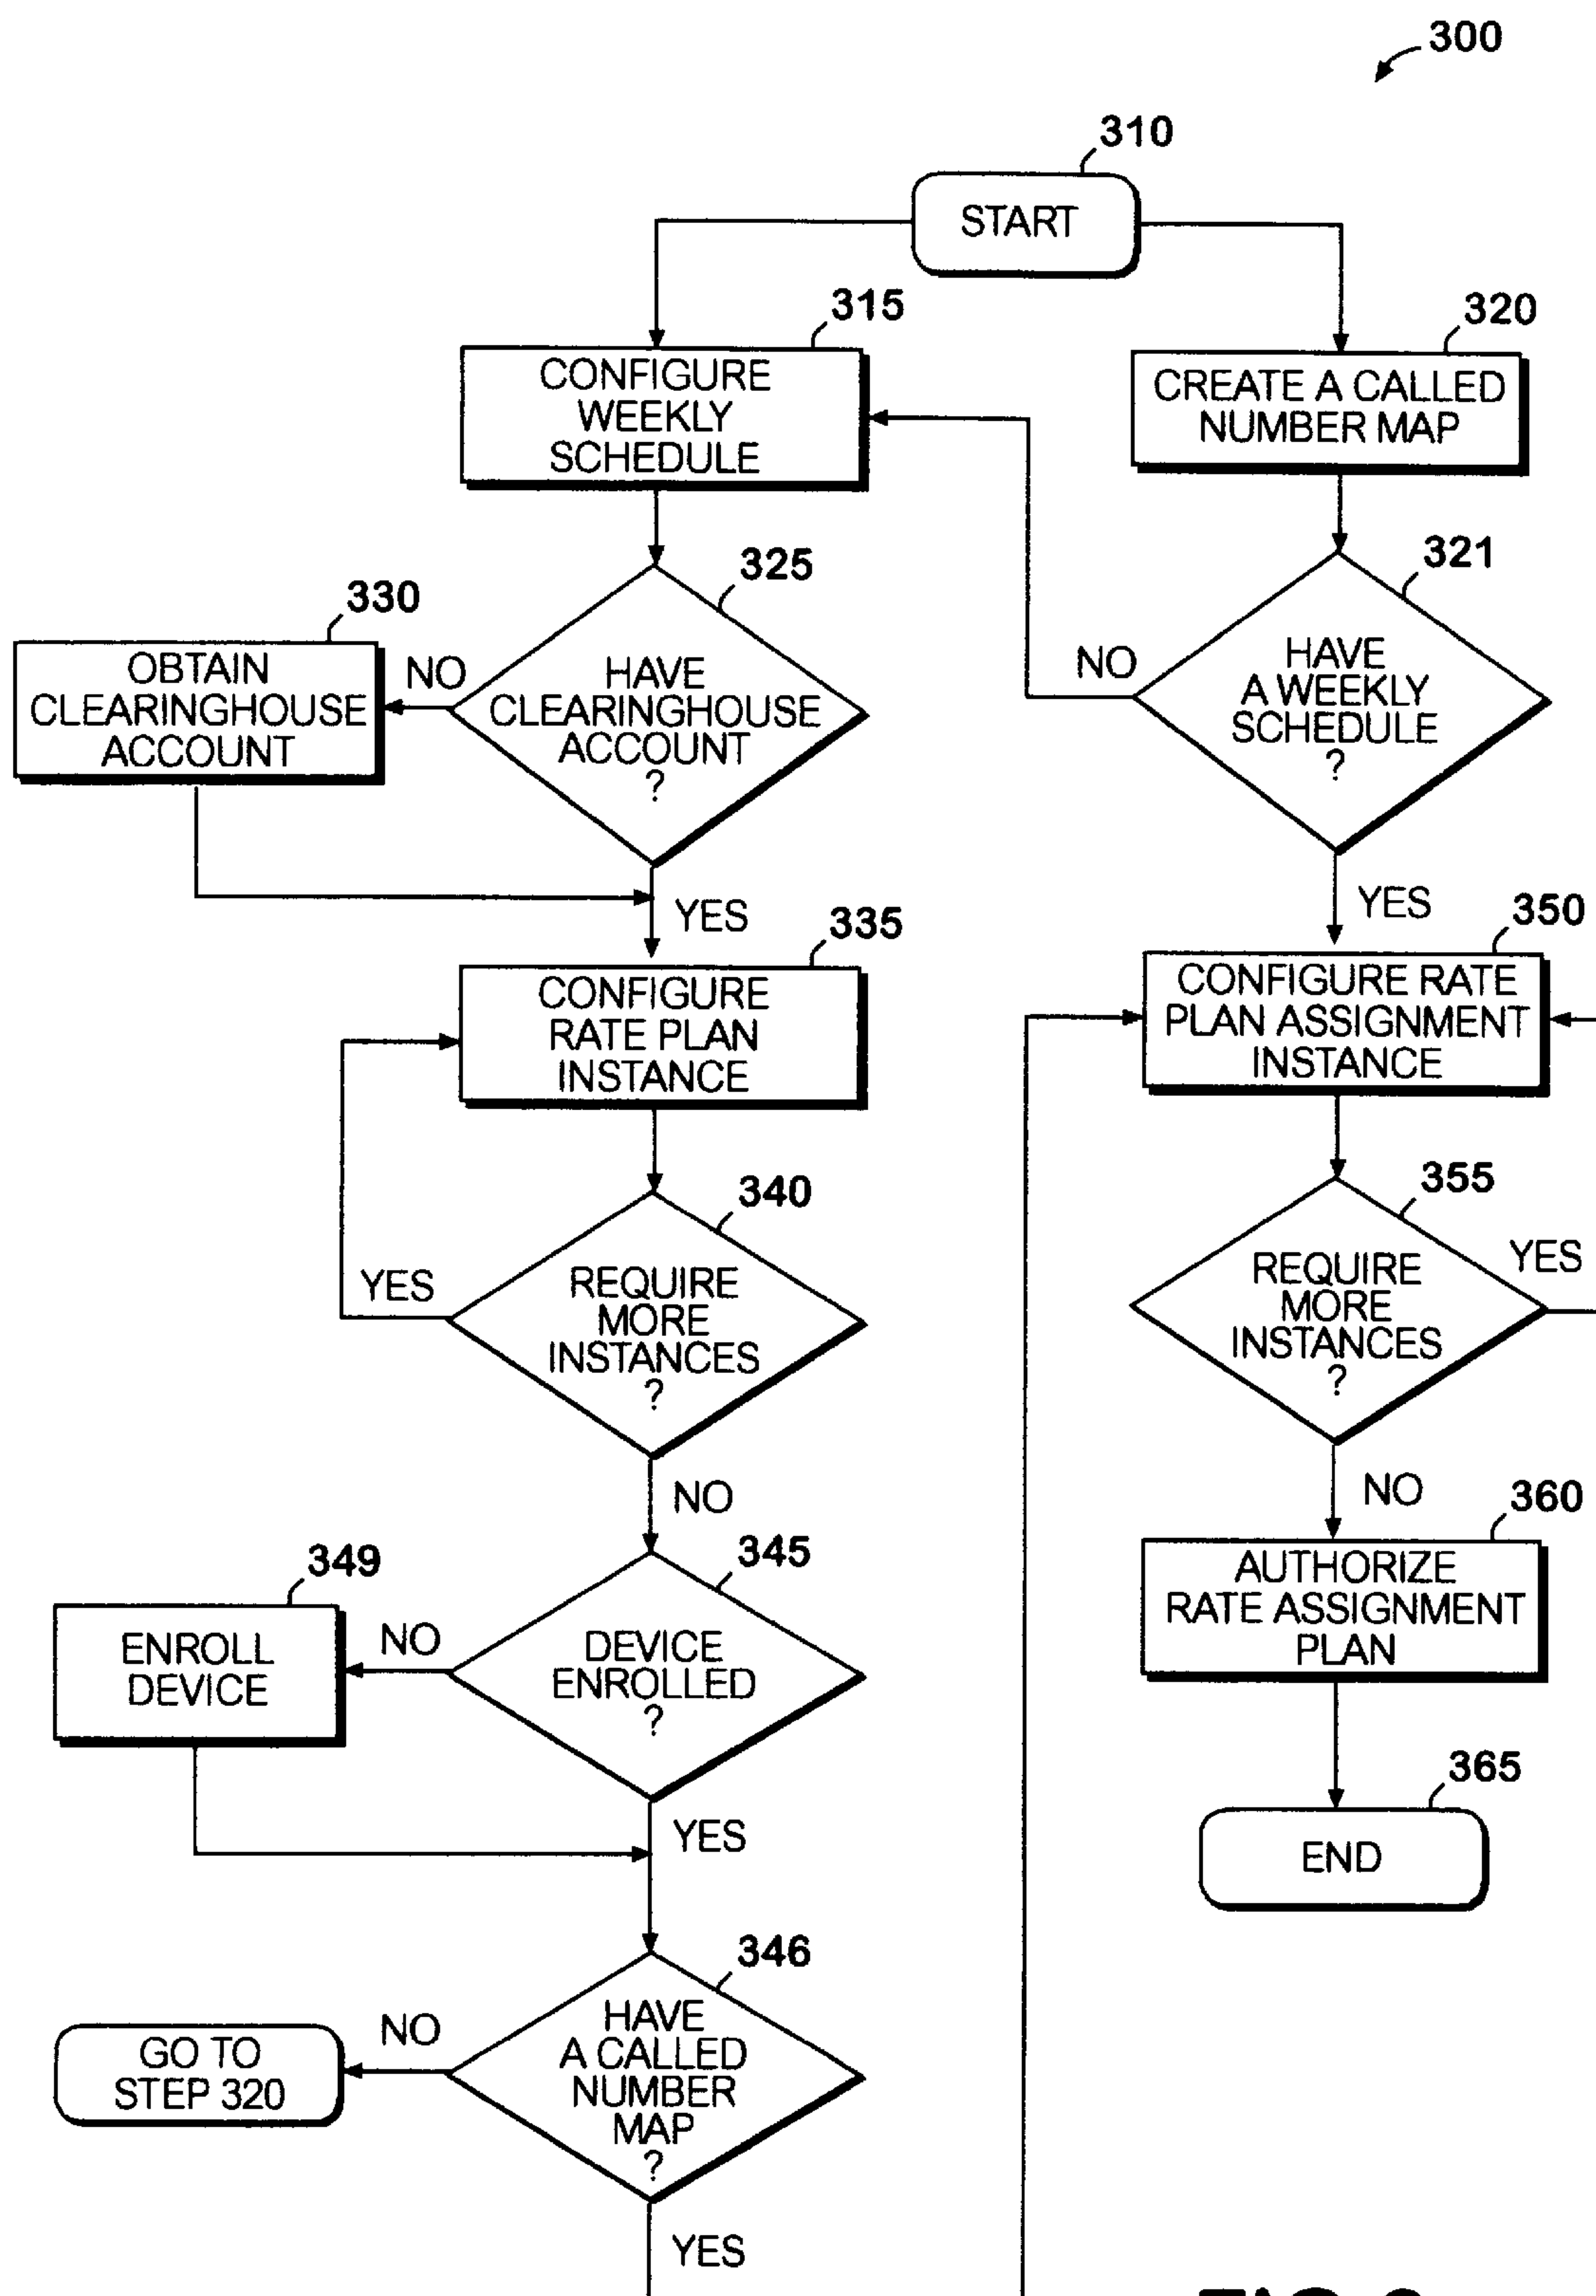 300
310
START
315
CONFIGURE
WEEKLY
SCHEDULE
320
CREATE A CALLED
NUMBER MAP
325
HAVE
CLEARINGHOUSE
ACCOUNT
?
NO
330
OBTAIN
CLEARINGHOUSE
ACCOUNT
YES
321
HAVE
A WEEKLY
SCHEDULE
?
NO
YES
335
CONFIGURE
RATE PLAN
INSTANCE
340
REQUIRE
MORE
INSTANCES
?
YES
NO
345
DEVICE
ENROLLED
?
NO
349
ENROLL
DEVICE
YES
346
HAVE
A CALLED
NUMBER
MAP
?
NO
GO TO
STEP 320
YES
350
CONFIGURE RATE
PLAN ASSIGNMENT
INSTANCE
355
REQUIRE
MORE
INSTANCES
?
YES
NO
360
AUTHORIZE
RATE ASSIGNMENT
PLAN
365
END